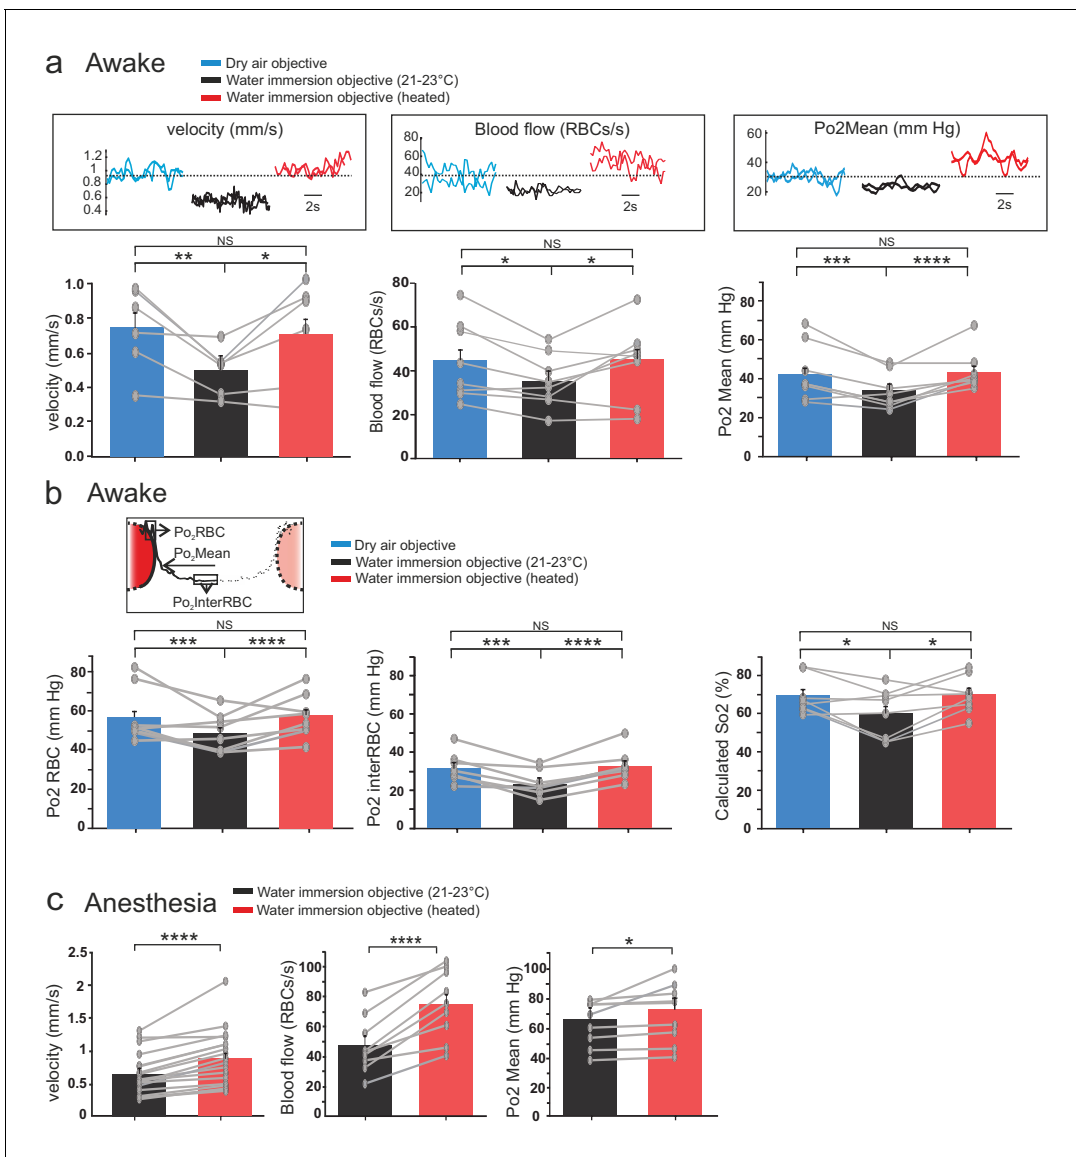 a Awake
Dry air objective
Water immersion objective (21-23°C)
Water immersion objective (heated)
velocity (mm/s)
1.2
1
0.8
0.6
0.4
2s
Blood flow (RBCs/s)
80
60
40
20
2s
Po2Mean (mm Hg)
60
40
20
2s
NS
** *
velocity (mm/s)
1.0
0.8
0.6
0.4
0.2
0.0
NS
* *
Blood flow (RBCs/s)
80
60
40
20
0
NS
*** ****
Po2 Mean (mm Hg)
80
60
40
20
0
b Awake
Po2RBC
Po2Mean
Po2InterRBC
Dry air objective
Water immersion objective (21-23°C)
Water immersion objective (heated)
NS
*** ****
Po2 RBC (mm Hg)
80
60
40
20
0
NS
*** ****
Po2 interRBC (mm Hg)
80
60
40
20
0
NS
* *
Calculated So2 (%)
80
60
40
20
0
c Anesthesia
Water immersion objective (21-23°C)
Water immersion objective (heated)
****
velocity (mm/s)
2.5
2
1.5
1
0.5
0
****
Blood flow (RBCs/s)
100
80
60
40
20
0
*
Po2 Mean (mm Hg)
100
80
60
40
20
0